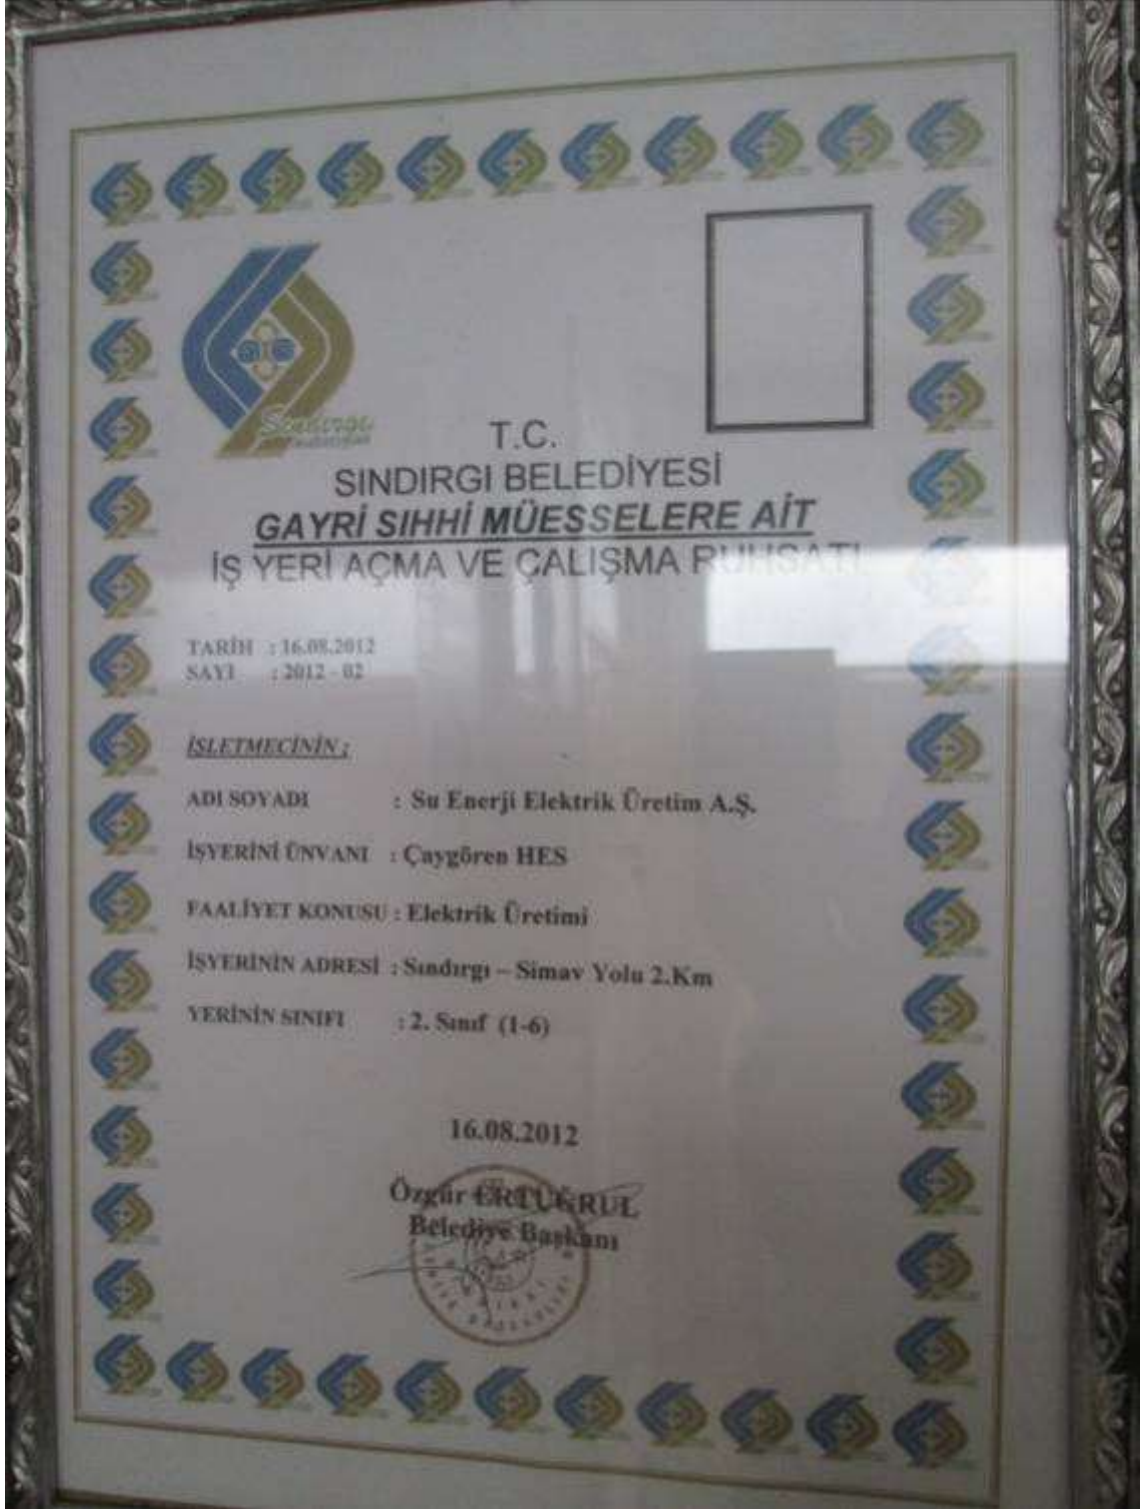 Sındırgı
T.C.
SINDIRGI BELEDİYESİ
GAYRİ SIHHİ MÜESSELERE AİT
İŞ YERİ AÇMA VE ÇALIŞMA RUHSATI
TARİH : 16.08.2012
SAYI : 2012 - 02
İŞLETMECİNİN ;
ADI SOYADI : Su Enerji Elektrik Üretim A.Ş.
İŞYERİNİ ÜNVANI : Çaygören HES
FAALİYET KONUSU : Elektrik Üretimi
İŞYERİNİN ADRESİ : Sındırgı – Simav Yolu 2.Km
YERİNİN SINIFI : 2. Sınıf (1-6)
16.08.2012
Özgür ERTUĞRUL
Belediye Başkanı